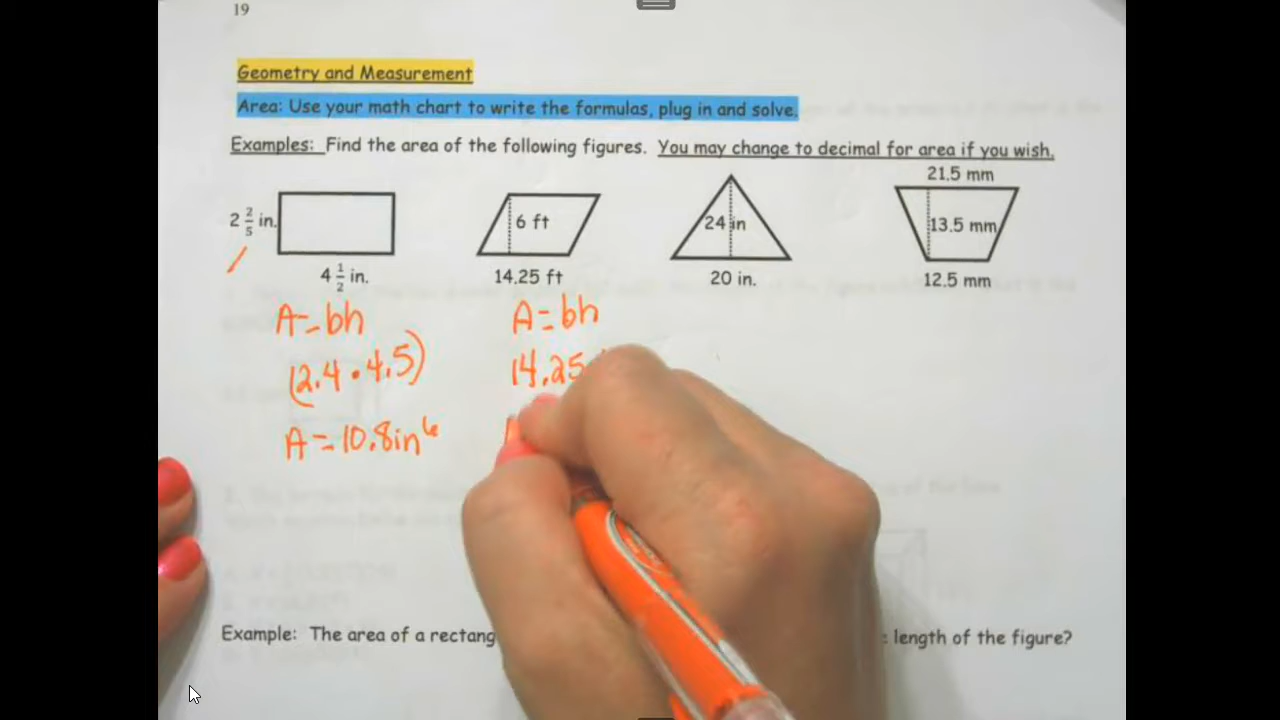 19
Geometry and Measurement
Area: Use your math chart to write the formulas, plug in and solve.
Examples: Find the area of the following figures. You may change to decimal for area if you wish.
2 2/5 in.
4 1/2 in.
6 ft
14.25 ft
24 in
20 in.
21.5 mm
13.5 mm
12.5 mm
A=bh
(2.4 • 4.5)
A=10.8in
A=bh
14.25
Example: The area of a rectang length of the figure?